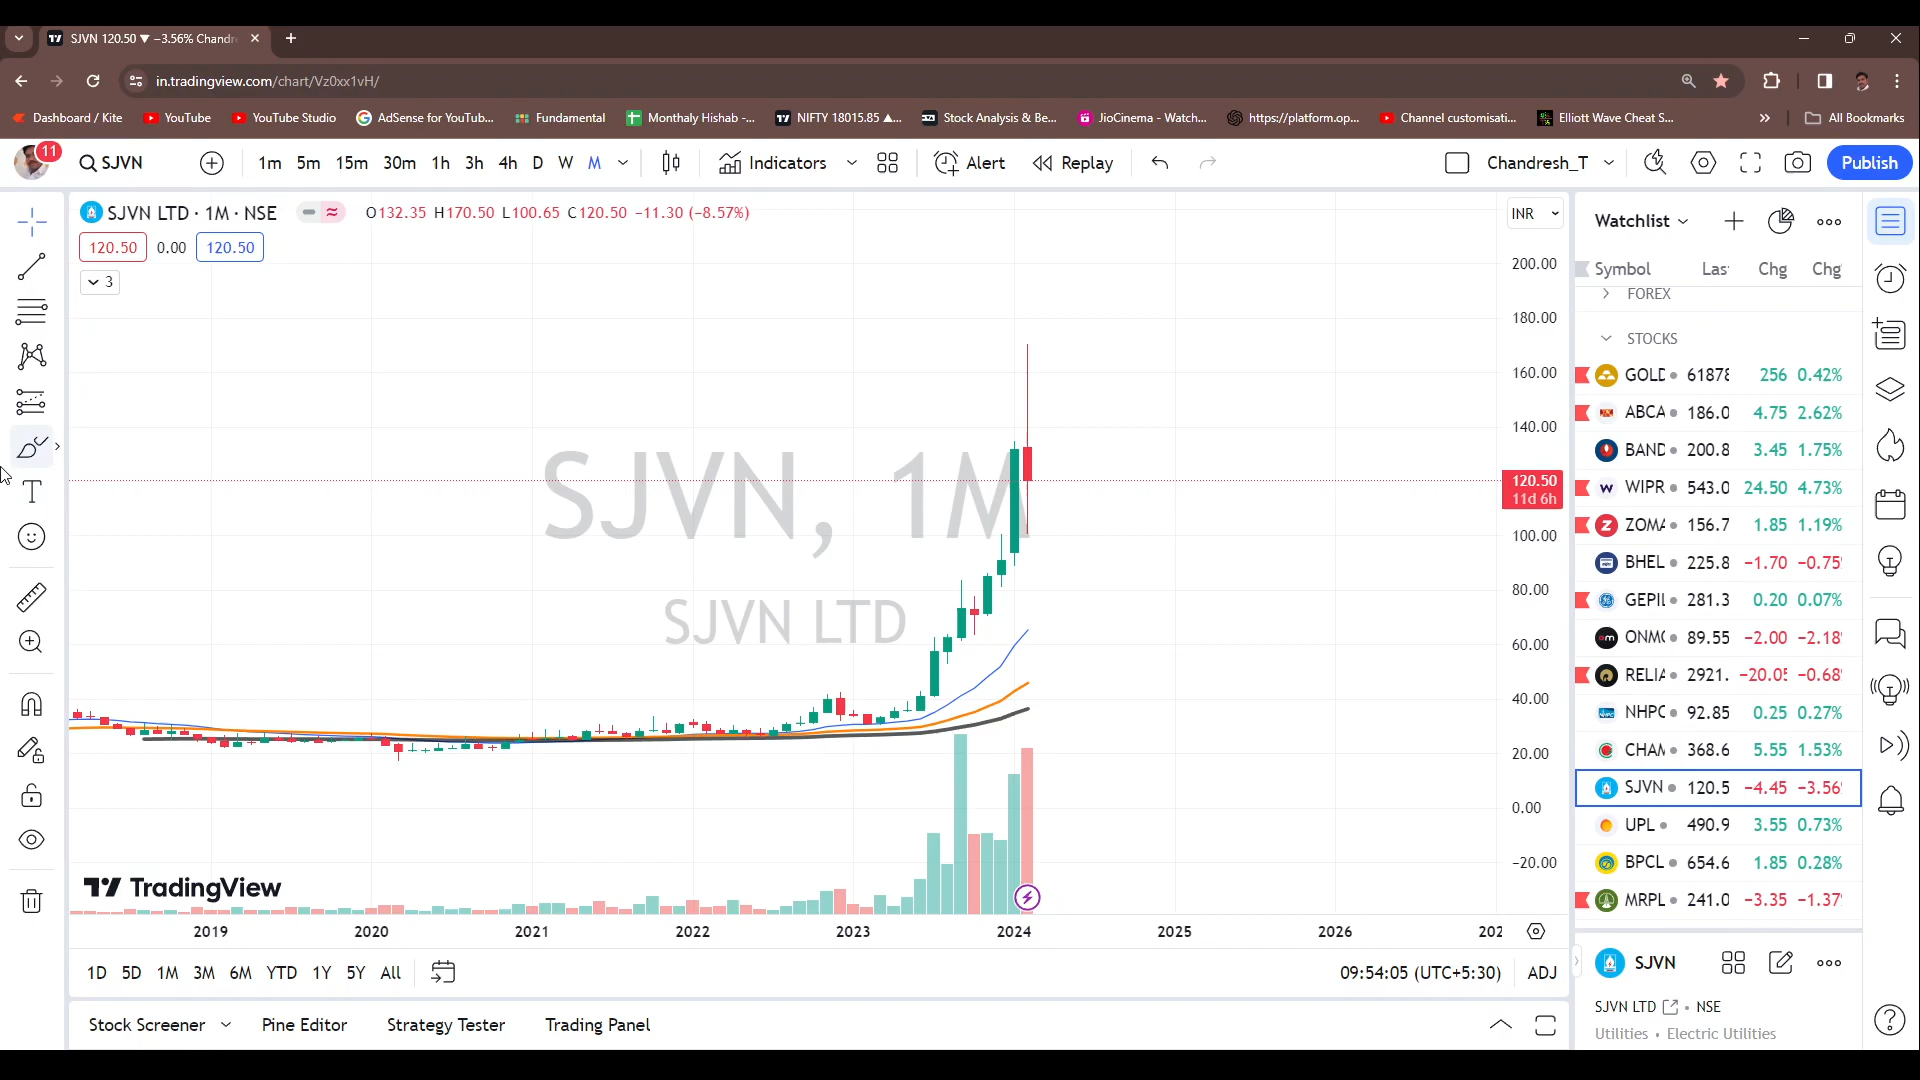 SJVN 120.50 ▼ −3.56% Chandr
in.tradingview.com/chart/Vz0xx1vH/
Dashboard / Kite YouTube YouTube Studio AdSense for YouTub... Fundamental Monthaly Hishab -... NIFTY 18015.85 ▲... Stock Analysis & Be... JioCinema - Watch... https://platform.op... Channel customisati... Elliott Wave Cheat S... » All Bookmarks
11
SJVN 1m 5m 15m 30m 1h 3h 4h D W M Indicators Alert Replay Chandresh_T Publish
SJVN LTD · 1M · NSE O132.35 H170.50 L100.65 C120.50 −11.30 (−8.57%)
120.50 0.00 120.50
3
INR
200.00
180.00
160.00
140.00
120.50
11d 6h
100.00
80.00
60.00
40.00
20.00
0.00
−20.00
SJVN, 1M
SJVN LTD
TradingView
2019 2020 2021 2022 2023 2024 2025 2026 202
1D 5D 1M 3M 6M YTD 1Y 5Y All 09:54:05 (UTC+5:30) ADJ
Stock Screener Pine Editor Strategy Tester Trading Panel
Watchlist
Symbol Las Chg Chg
FOREX
STOCKS
GOLD 61878 256 0.42%
ABCA 186.0 4.75 2.62%
BAND 200.8 3.45 1.75%
WIPR 543.0 24.50 4.73%
ZOMA 156.7 1.85 1.19%
BHEL 225.8 −1.70 −0.75
GEPIL 281.3 0.20 0.07%
ONMO 89.55 −2.00 −2.18
RELIA 2921. −20.05 −0.68
NHPC 92.85 0.25 0.27%
CHAM 368.6 5.55 1.53%
SJVN 120.5 −4.45 −3.56
UPL 490.9 3.55 0.73%
BPCL 654.6 1.85 0.28%
MRPL 241.0 −3.35 −1.37
SJVN
SJVN LTD • NSE
Utilities • Electric Utilities